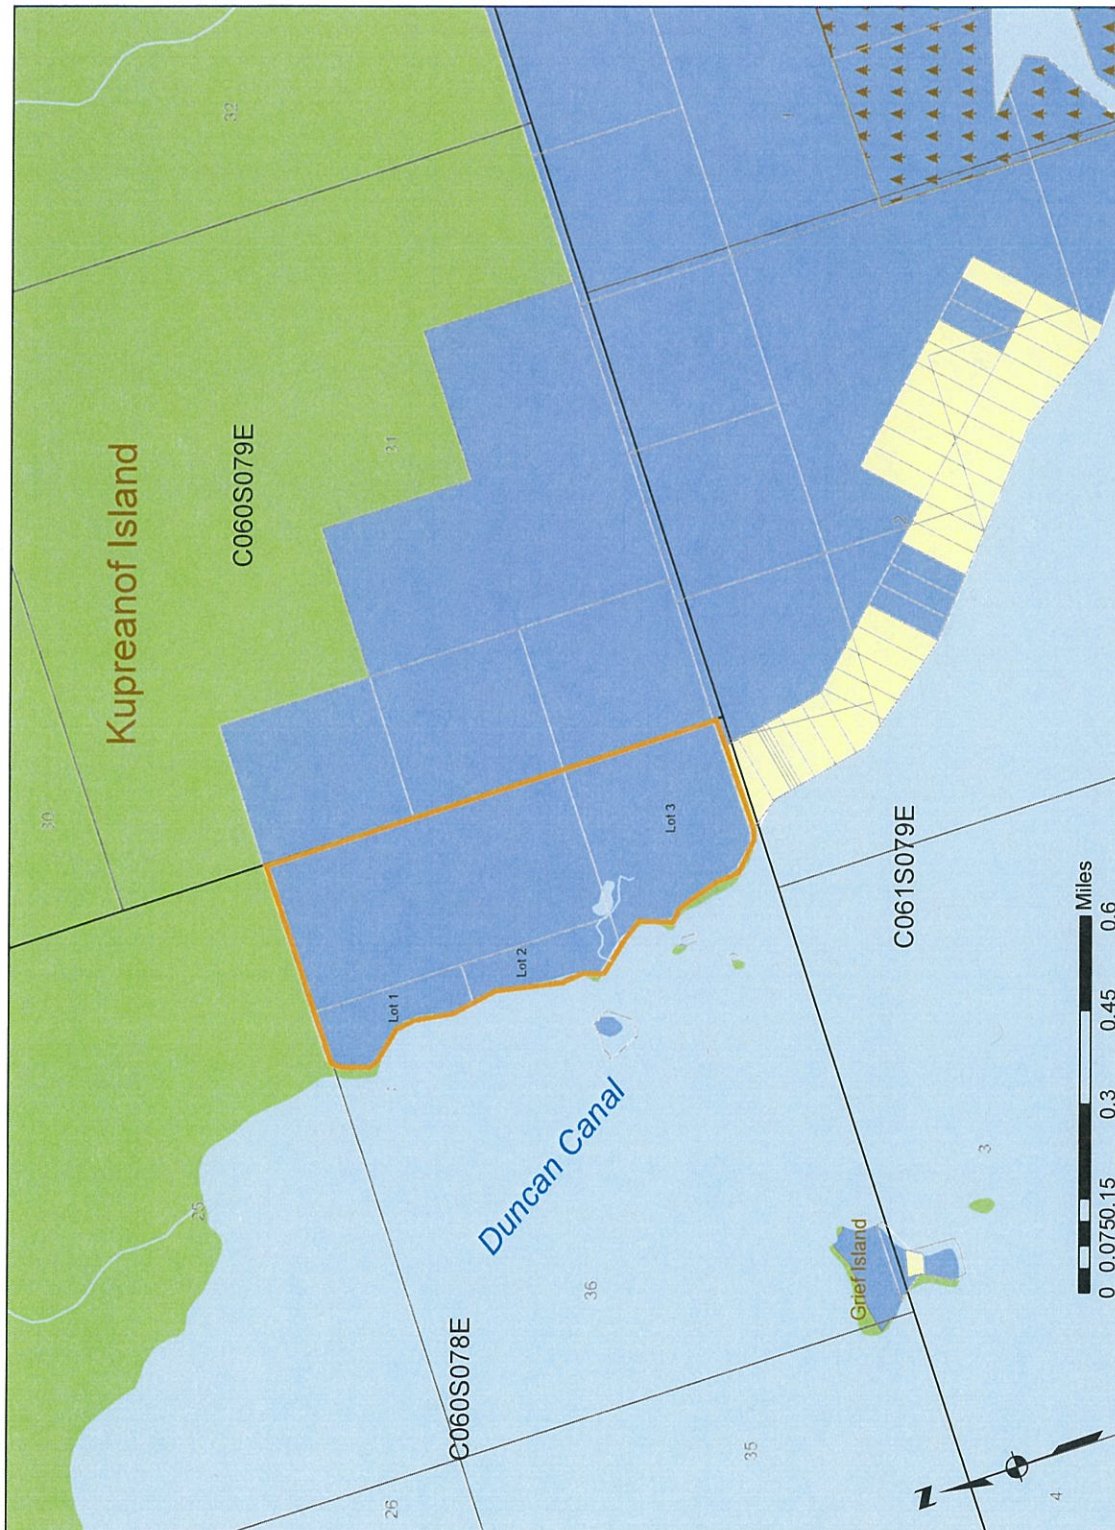 32
Kupreanof Island
C060S079E
31
30
Lot 3
Lot 2
Lot 1
25
Duncan Canal
36
C060S078E
26
35
2
C061S079E
3
Grief Island
4
N
Miles
0 0.075 0.15 0.3 0.45 0.6